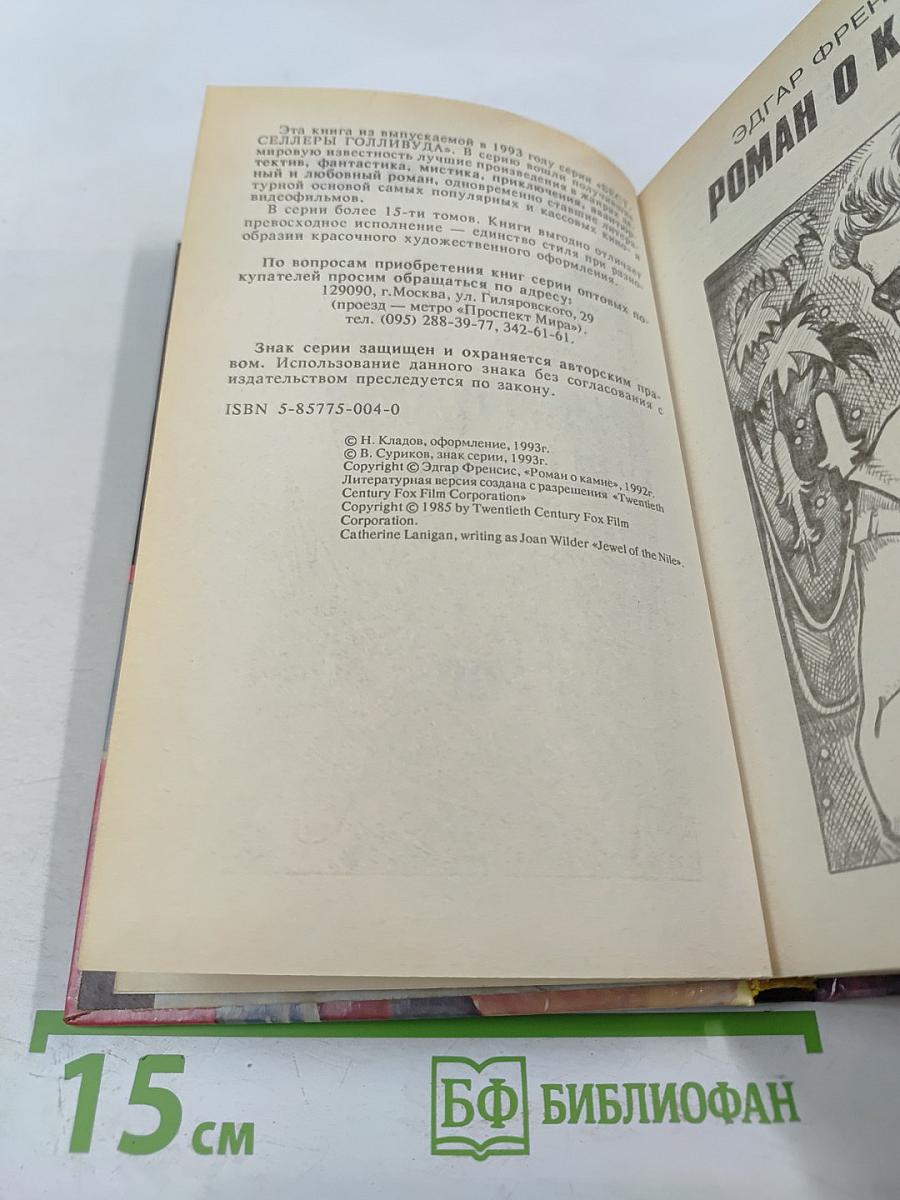 Эта книга из выпускаемой в 1993 году серии «БЕСТ-
СЕЛЛЕРЫ ГОЛЛИВУДА». В серию вошли получившие
мировую известность лучшие произведения в жанрах де-
тектив, фантастика, мистика, приключения, авантюр-
ный и любовный роман, одновременно ставшие литера-
турной основой самых популярных и кассовых кино- и
видеофильмов.
В серии более 15-ти томов. Книги выгодно отличает
превосходное исполнение — единство стиля при разно-
образии красочного художественного оформления.
По вопросам приобретения книг серии оптовых по-
купателей просим обращаться по адресу:
129090, г.Москва, ул. Гиляровского, 29
(проезд — метро «Проспект Мира»).
тел. (095) 288-39-77, 342-61-61.
Знак серии защищен и охраняется авторским пра-
вом. Использование данного знака без согласования с
издательством преследуется по закону.
ISBN 5-85775-004-0
© Н. Кладов, оформление, 1993г.
© В. Суриков, знак серии, 1993г.
Copyright © Эдгар Френсис, «Роман о камне», 1992г.
Литературная версия создана с разрешения «Twentieth
Century Fox Film Corporation»
Copyright © 1985 by Twentieth Century Fox Film
Corporation.
Catherine Lanigan, writing as Joan Wilder «Jewel of the Nile».
ЭДГАР ФРЕН
РОМАН О К
15 см
БФ БИБЛИОФАН